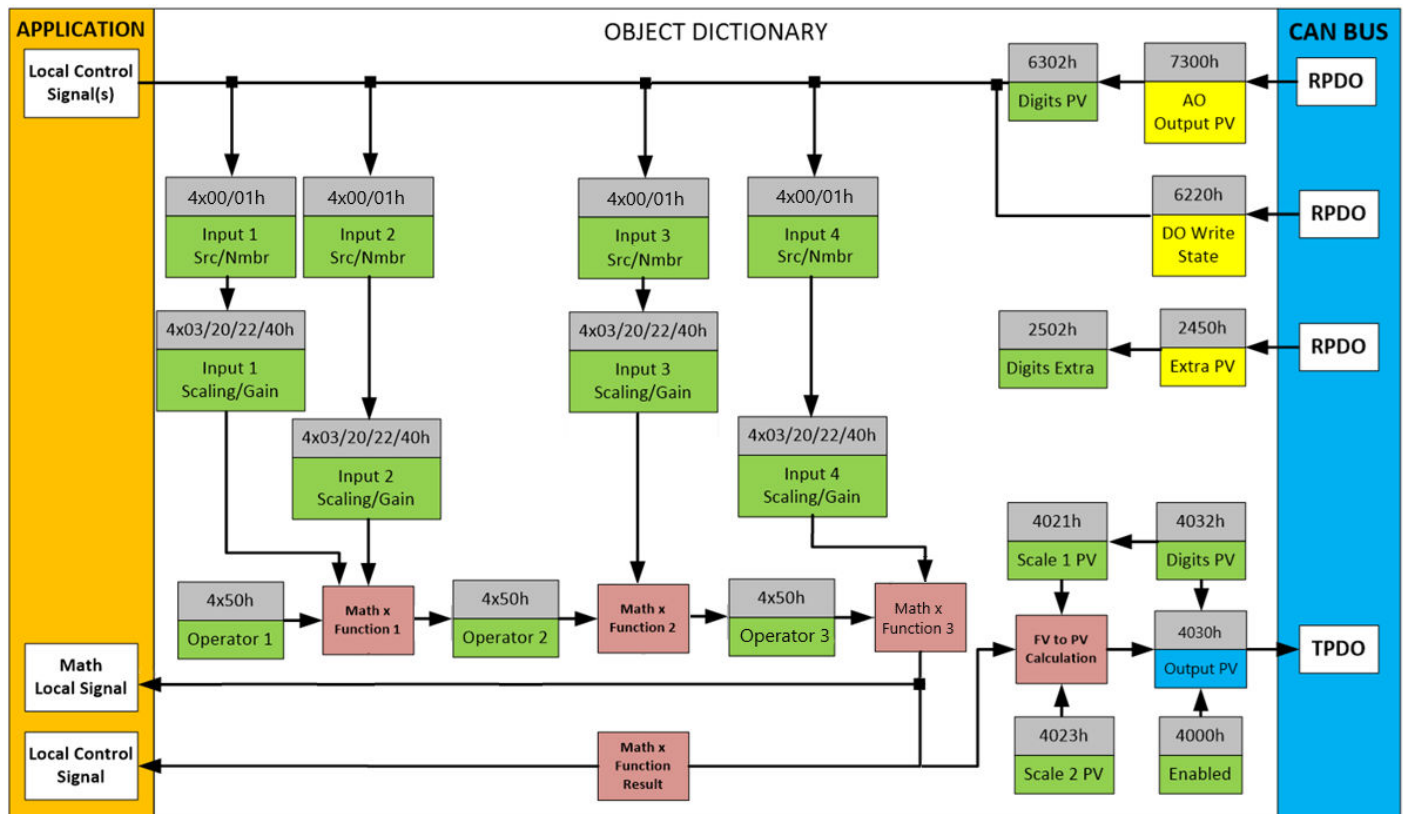 APPLICATION
OBJECT DICTIONARY
CAN BUS
Local Control
Signal(s)
6302h
Digits PV
7300h
AO
Output PV
RPDO
4x00/01h
Input 1
Src/Nmbr
4x00/01h
Input 2
Src/Nmbr
4x00/01h
Input 3
Src/Nmbr
4x00/01h
Input 4
Src/Nmbr
6220h
DO Write
State
RPDO
4x03/20/22/40h
Input 1
Scaling/Gain
4x03/20/22/40h
Input 3
Scaling/Gain
2502h
Digits Extra
2450h
Extra PV
RPDO
4x03/20/22/40h
Input 2
Scaling/Gain
4x03/20/22/40h
Input 4
Scaling/Gain
4021h
Scale 1 PV
4032h
Digits PV
4x50h
Operator 1
Math x
Function 1
4x50h
Operator 2
Math x
Function 2
4x50h
Operator 3
Math x
Function 3
FV to PV
Calculation
4030h
Output PV
TPDO
Math
Local Signal
4023h
Scale 2 PV
4000h
Enabled
Local Control
Signal
Math x
Function
Result